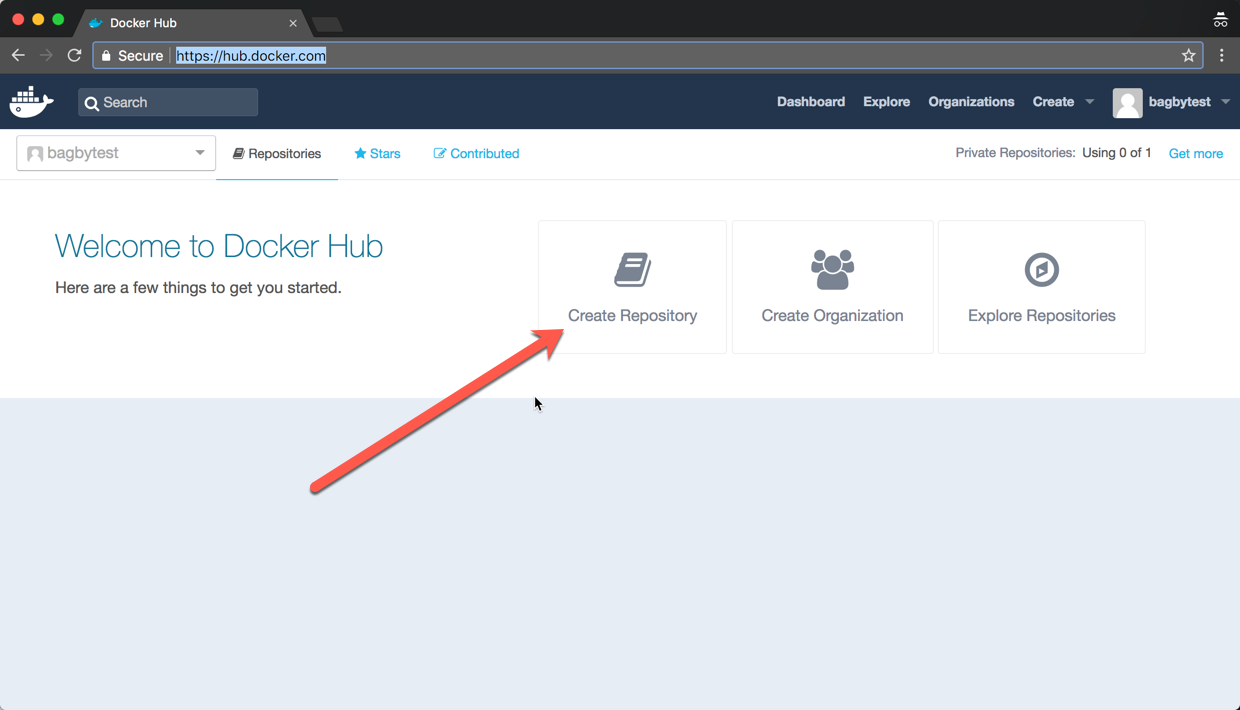 Docker Hub
Secure https://hub.docker.com
Search Dashboard Explore Organizations Create bagbytest
bagbytest Repositories Stars Contributed Private Repositories: Using 0 of 1 Get more
Welcome to Docker Hub
Here are a few things to get you started.
Create Repository Create Organization Explore Repositories